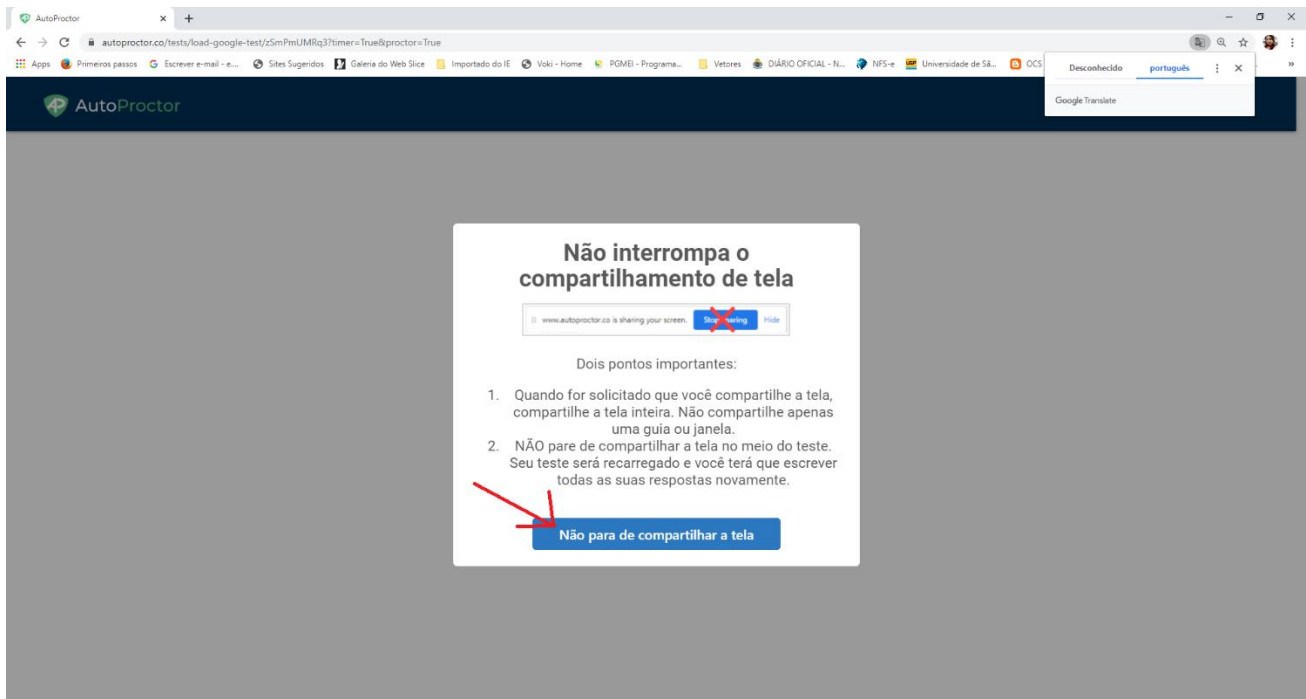 AutoProctor
autoproctor.co/tests/load-google-test/zSmPmUMRq3?timer=True&proctor=True
Apps Primeiros passos Escrever e-mail - e.... Sites Sugeridos Galeria do Web Slice Importado do IE Voki - Home PGMEI - Programa... Vetores DIÁRIO OFICIAL - N... NFS-e Universidade de Sã... OCS »
Desconhecido português
Google Translate
AutoProctor
Não interrompa o
compartilhamento de tela
www.autoproctor.co is sharing your screen. Stop sharing Hide
Dois pontos importantes:
1. Quando for solicitado que você compartilhe a tela,
compartilhe a tela inteira. Não compartilhe apenas
uma guia ou janela.
2. NÃO pare de compartilhar a tela no meio do teste.
Seu teste será recarregado e você terá que escrever
todas as suas respostas novamente.
Não para de compartilhar a tela